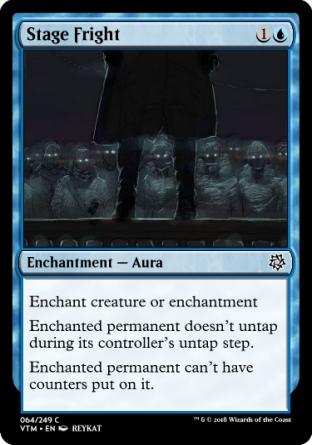 Stage Fright 1
Enchantment — Aura
Enchant creature or enchantment
Enchanted permanent doesn't untap
during its controller's untap step.
Enchanted permanent can't have
counters put on it.
064/249 C
VTM • EN REYKAT
™ & © 2018 Wizards of the Coast